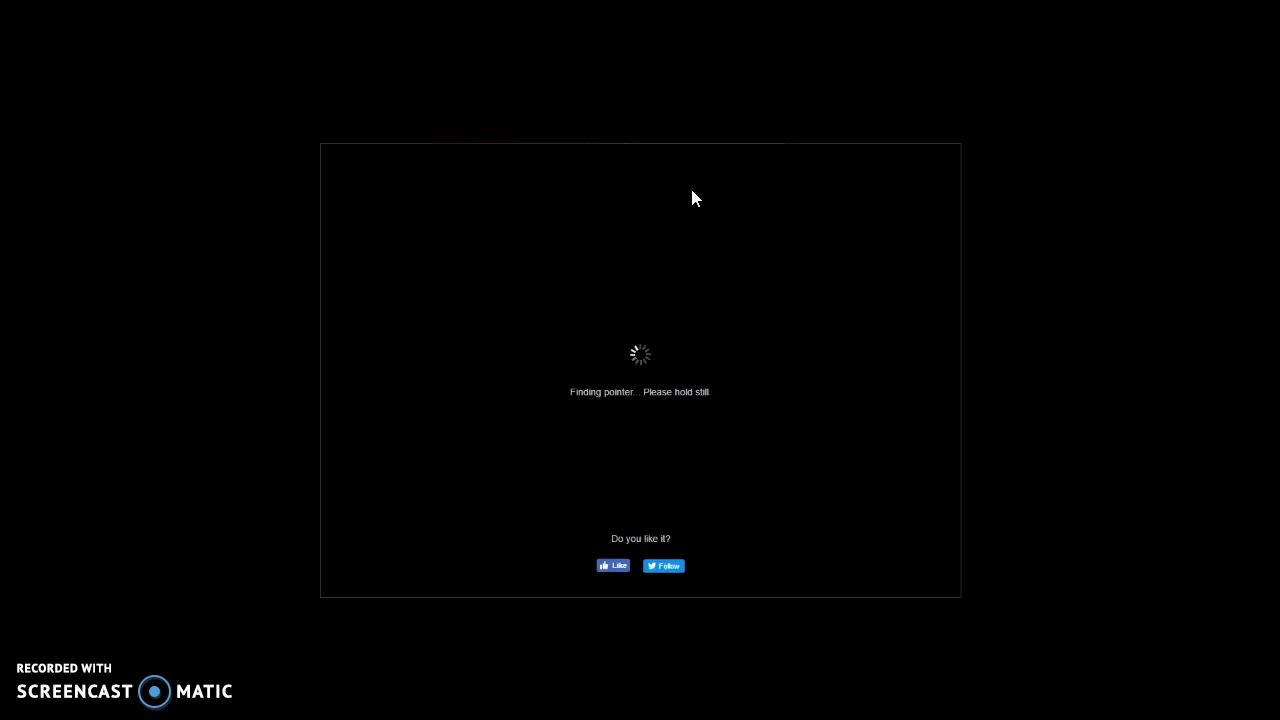 Finding pointer... Please hold still.
Do you like it?
Like
Follow
RECORDED WITH
SCREENCAST MATIC